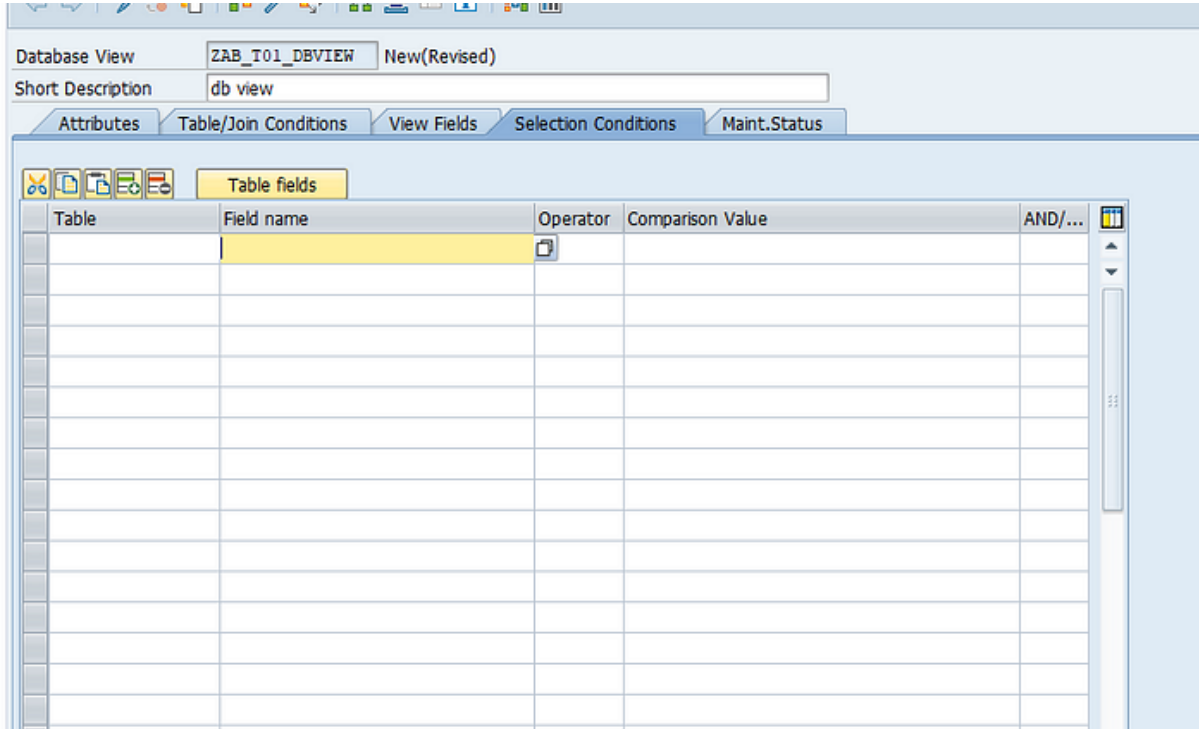 Database View ZAB_T01_DBVIEW New(Revised)
Short Description db view
Attributes Table/Join Conditions View Fields Selection Conditions Maint.Status
Table fields
Table Field name Operator Comparison Value AND/...